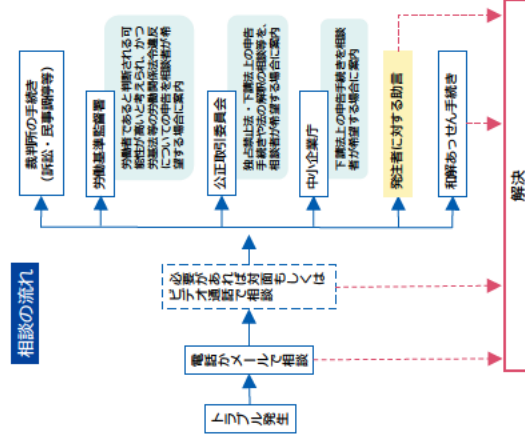 相談の流れ
トラブル発生
電話かメールで相談
必要があれば対面もしくは
ビデオ通話で相談
裁判所の手続き
(訴訟・民事調停等)
労働基準監督署
労働者であると判断される可
能性が高いと考えられ、かつ
労基法等の労働関係法令違反
についての申告を相談者が希
望する場合に案内
公正取引委員会
独占禁止法・下請法上の申告
手続きや法の解釈の相談等を、
相談者が希望する場合に案内
中小企業庁
下請法上の申告手続きを相談
者が希望する場合に案内
発注者に対する助言
和解あっせん手続き
解決